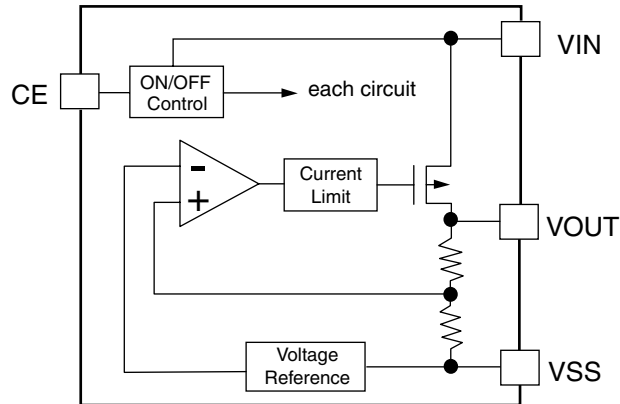 VIN
CE
ON/OFF
Control
each circuit
-
+
Current
Limit
VOUT
Voltage
Reference
VSS